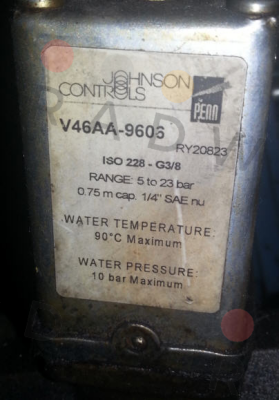 JOHNSON
CONTROLS
PENN
V46AA-9606
RY20823
ISO 228 - G3/8
RANGE: 5 to 23 bar
0.75 m cap. 1/4" SAE nu
WATER TEMPERATURE:
90°C Maximum
WATER PRESSURE:
10 bar Maximum